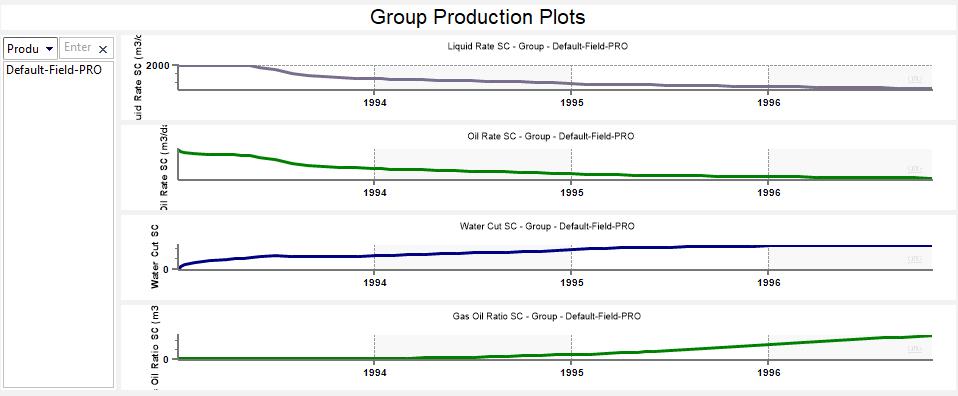 Group Production Plots
Produ
Enter
Default-Field-PRO
Liquid Rate SC - Group - Default-Field-PRO
uid Rate SC (m3/d
2000
1994 1995 1996
Oil Rate SC - Group - Default-Field-PRO
Oil Rate SC (m3/da
1994 1995 1996
Water Cut SC - Group - Default-Field-PRO
Water Cut SC
0
1994 1995 1996
Gas Oil Ratio SC - Group - Default-Field-PRO
Oil Ratio SC (m3
0
1994 1995 1996